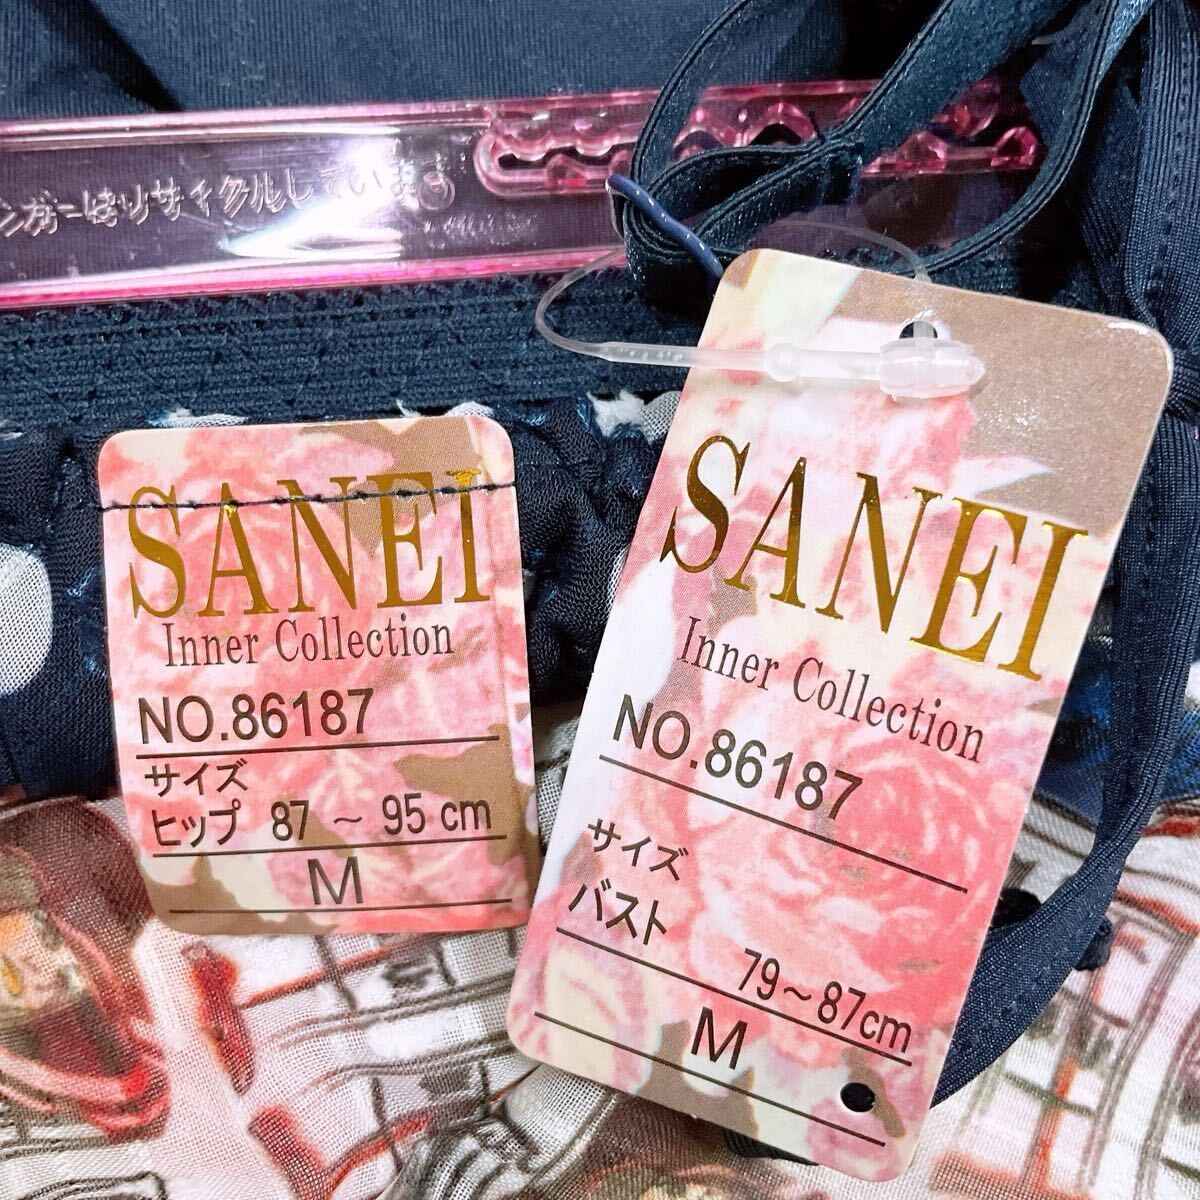 ンガーはリサイクルしています
SANEI
Inner Collection
NO.86187
サイズ
ヒップ 87 ~ 95 cm
M
SANEI
Inner Collection
NO.86187
サイズ
バスト
79~87cm
M